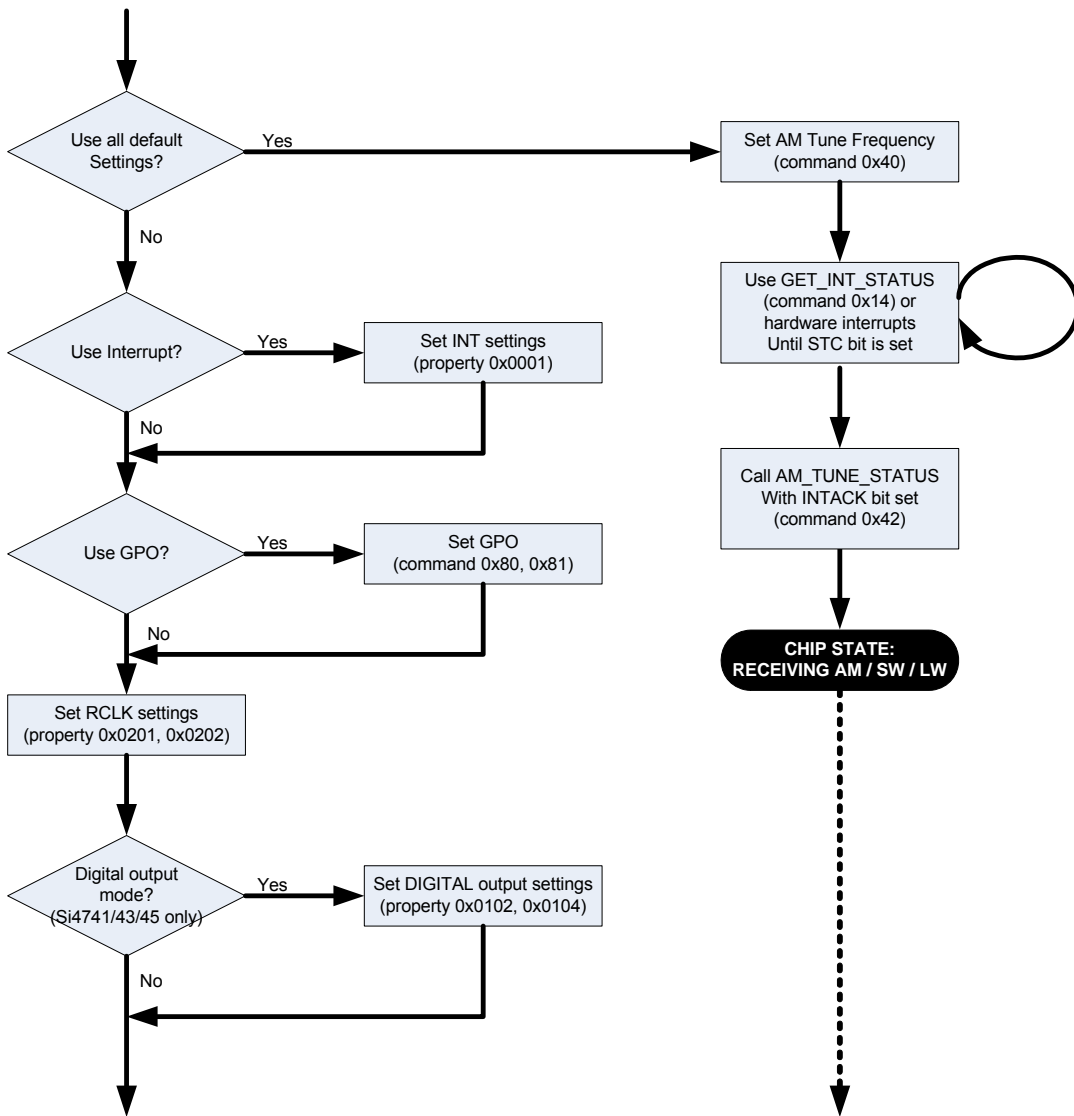 Use all default
Settings?
Yes
No
Set AM Tune Frequency
(command 0x40)
Use GET_INT_STATUS
(command 0x14) or
hardware interrupts
Until STC bit is set
Use Interrupt?
Yes
No
Set INT settings
(property 0x0001)
Call AM_TUNE_STATUS
With INTACK bit set
(command 0x42)
Use GPO?
Yes
No
Set GPO
(command 0x80, 0x81)
CHIP STATE:
RECEIVING AM / SW / LW
Set RCLK settings
(property 0x0201, 0x0202)
Digital output
mode?
(Si4741/43/45 only)
Yes
No
Set DIGITAL output settings
(property 0x0102, 0x0104)